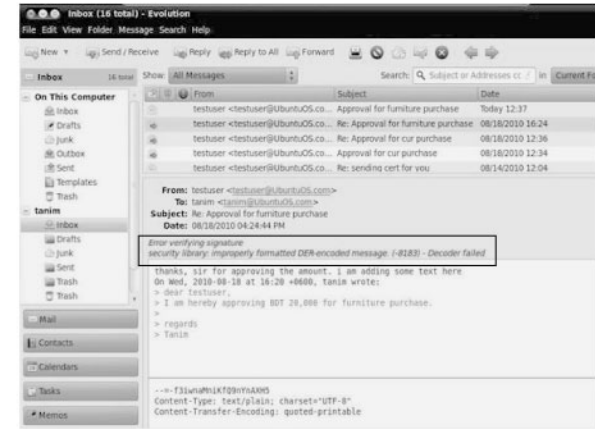 Inbox (16 total) - Evolution
File Edit View Folder Message Search Help
New Send / Receive Reply Reply to All Forward
Inbox 16 total Show: All Messages Search: Subject or Addresses in Current Fo
On This Computer
Inbox
Drafts
Junk
Outbox
Sent
Templates
Trash
tanim
Inbox
Drafts
Junk
Sent
Trash
Trash
Mail
Contacts
Calendars
Tasks
Memos
From Subject Date
testuser <testuser@UbuntuOS.co... Approval for furniture purchase Today 12:37
testuser <testuser@UbuntuOS.co... Re: Approval for furniture purchase 08/18/2010 16:24
testuser <testuser@UbuntuOS.co... Re: Approval for cur purchase 08/18/2010 12:36
testuser <testuser@UbuntuOS.co... Approval for cur purchase 08/18/2010 12:34
testuser <testuser@UbuntuOS.co... Re: sending cert for you 08/14/2010 12:04
From: testuser <testuser@UbuntuOS.com>
To: tanim <tanim@UbuntuOS.com>
Subject: Re: Approval for furniture purchase
Date: 08/18/2010 04:24:44 PM
Error verifying signature
security library: improperly formatted DER-encoded message. (-8183) - Decoder failed
thanks, sir for approving the amount. i am adding some text here
On Wed, 2010-08-18 at 16:20 +0600, tanim wrote:
> dear testuser,
> I am hereby approving BDT 20,000 for furniture purchase.
>
> regards
> Tanim
Content-Type: text/plain; charset="UTF-8"
Content-Transfer-Encoding: quoted-printable